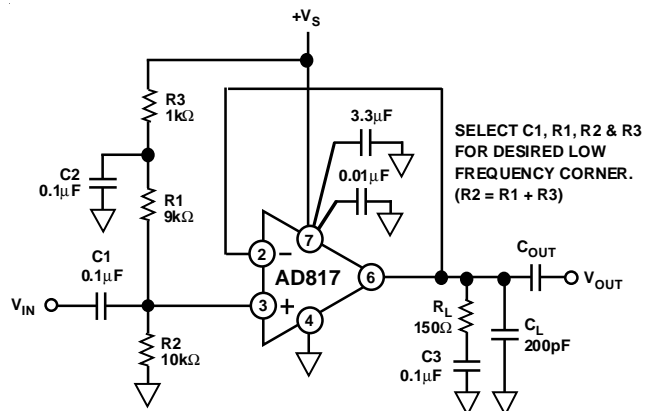 +VS
R3
1kΩ
C2
0.1µF
R1
9kΩ
C1
0.1µF
VIN
R2
10kΩ
3.3µF
0.01µF
2
–
7
AD817
6
3
+
4
SELECT C1, R1, R2 & R3
FOR DESIRED LOW
FREQUENCY CORNER.
(R2 = R1 + R3)
COUT
VOUT
RL
150Ω
CL
200pF
C3
0.1µF